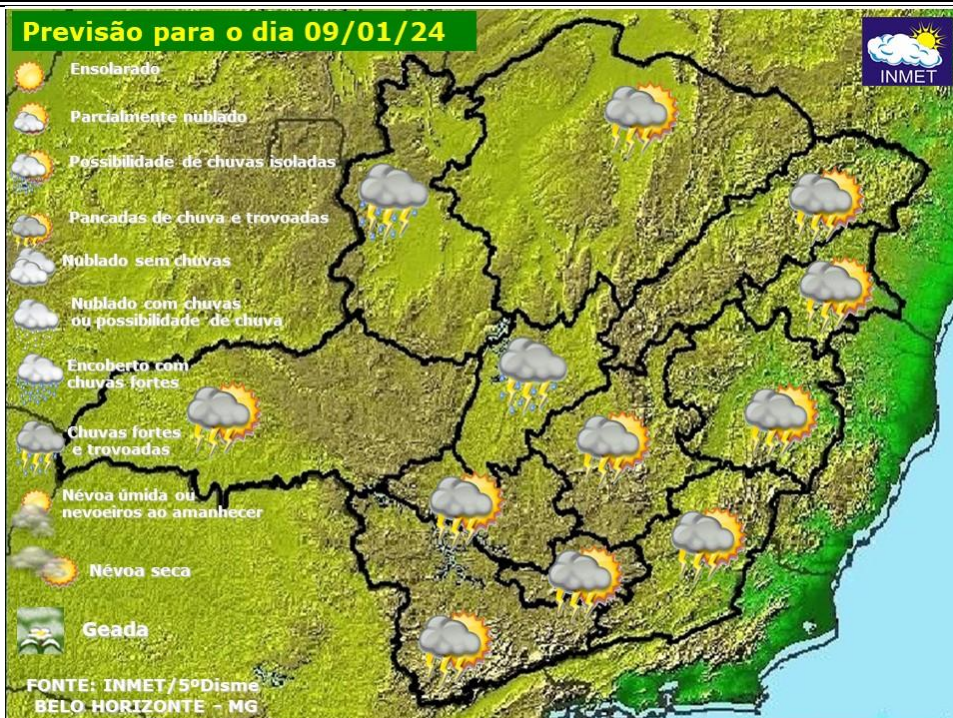 Previsão para o dia 09/01/24
INMET
Ensolarado
Parcialmente nublado
Possibilidade de chuvas isoladas
Pancadas de chuva e trovoadas
Nublado sem chuvas
Nublado com chuvas
ou possibilidade de chuva
Encoberto com
chuvas fortes
Chuvas fortes
e trovoadas
Névoa úmida ou
nevoeiros ao amanhecer
Névoa seca
Geada
FONTE: INMET/5ºDisme
BELO HORIZONTE - MG